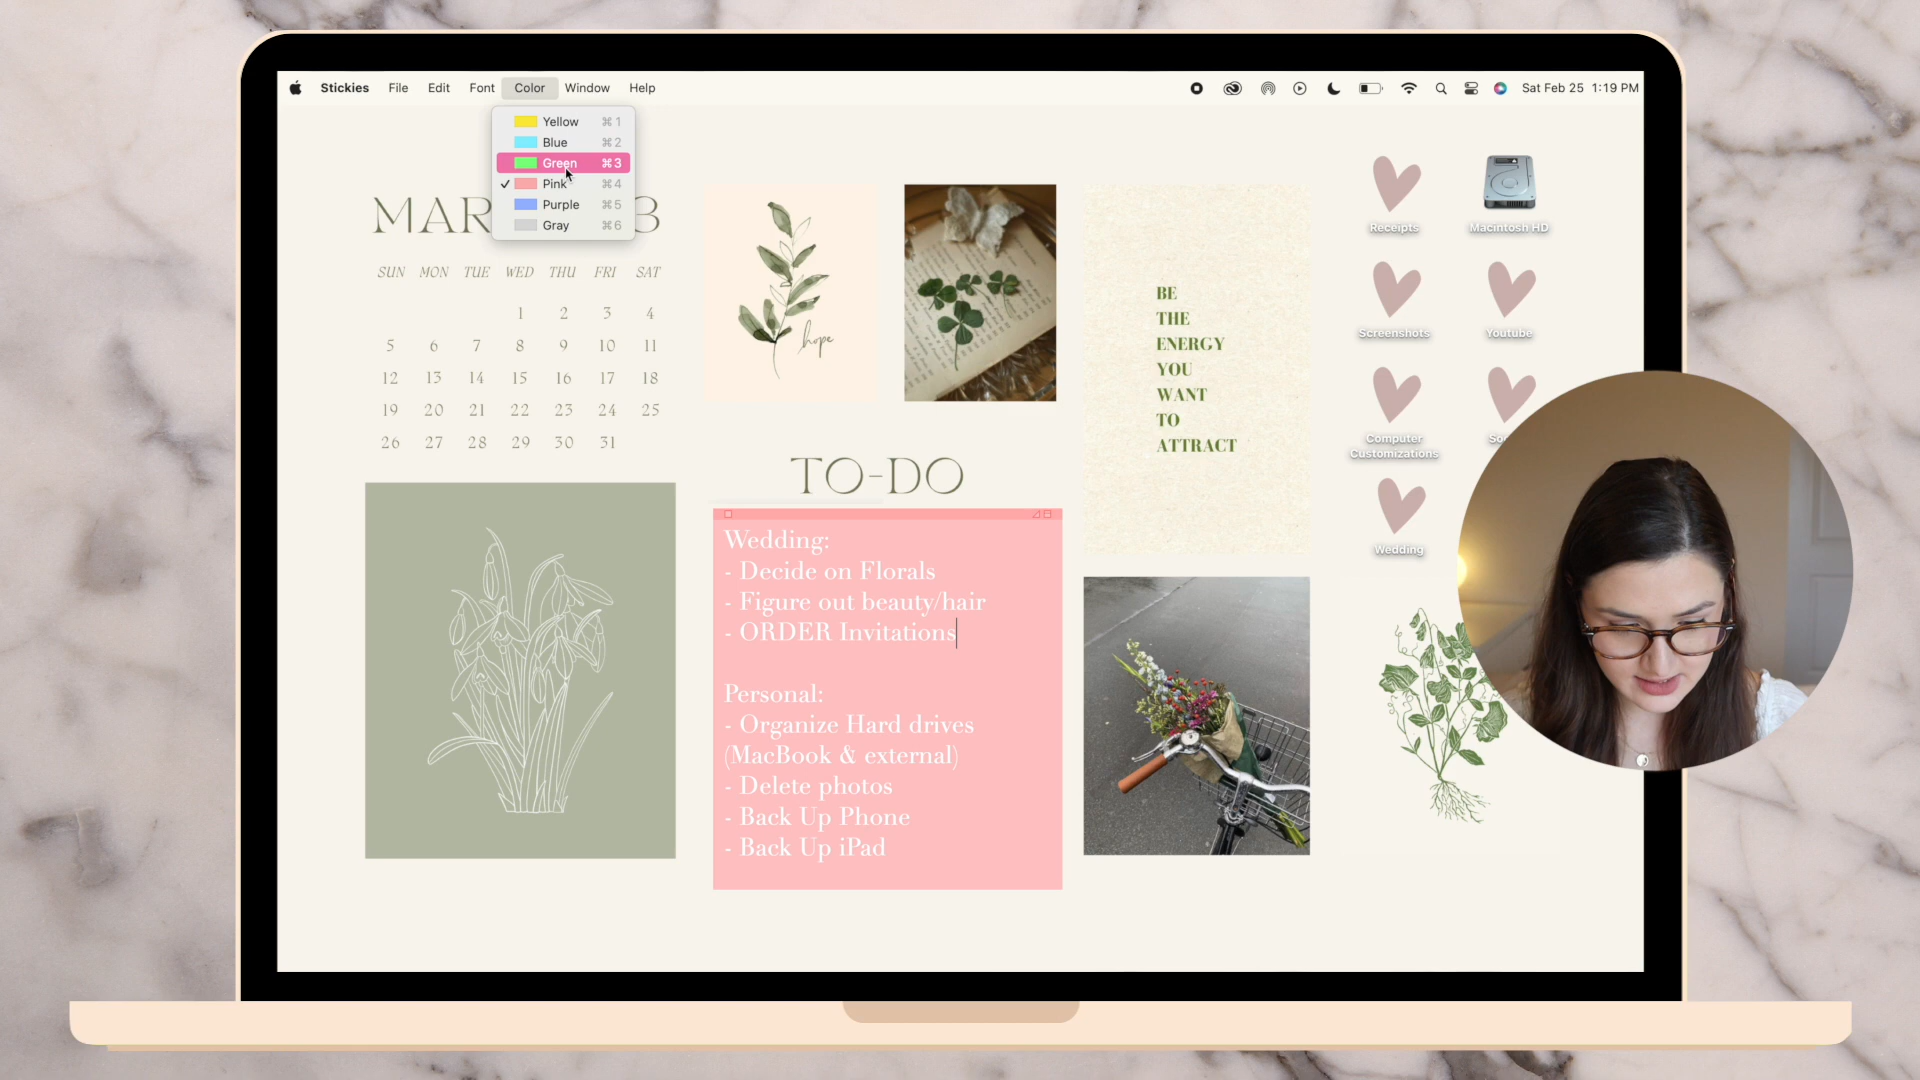 Stickies File Edit Font Color Window Help
Sat Feb 25 1:19 PM
Yellow ⌘1
Blue ⌘2
Green ⌘3
✓ Pink ⌘4
Purple ⌘5
Gray ⌘6
MAR 3
SUN MON TUE WED THU FRI SAT
1 2 3 4
5 6 7 8 9 10 11
12 13 14 15 16 17 18
19 20 21 22 23 24 25
26 27 28 29 30 31
hope
TO-DO
Wedding:
- Decide on Florals
- Figure out beauty/hair
- ORDER Invitations
Personal:
- Organize Hard drives
(MacBook & external)
- Delete photos
- Back Up Phone
- Back Up iPad
BE
THE
ENERGY
YOU
WANT
TO
ATTRACT
Receipts
Macintosh HD
Screenshots
Youtube
Computer
Customizations
Wedding